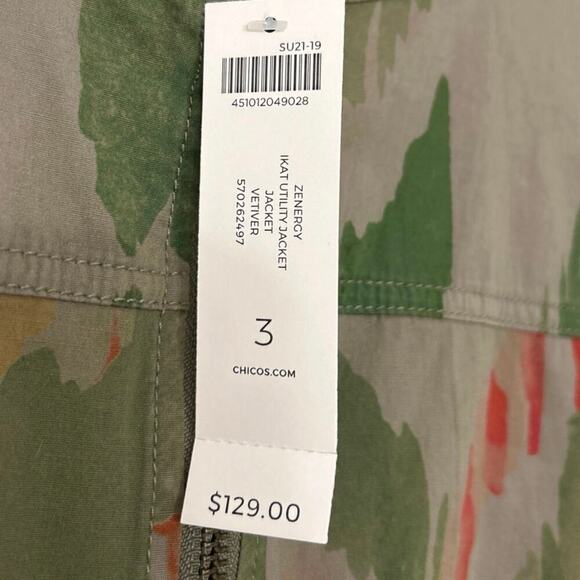 SU21-19
451012049028
ZENERGY
IKAT UTILITY JACKET
JACKET
VETIVER
570262497
3
CHICOS.COM
$129.00